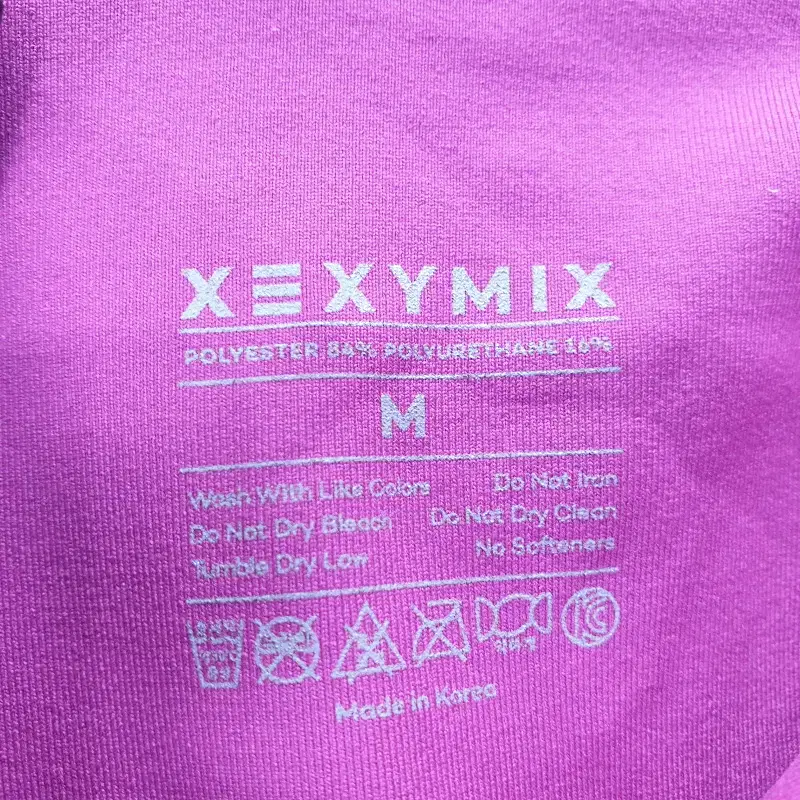 XEXYMIX
POLYESTER 84% POLYURETHANE 16%
M
Wash With Like Colors
Do Not Iron
Do Not Dry Bleach
Do Not Dry Clean
Tumble Dry Low
No Softeners
Made in Korea